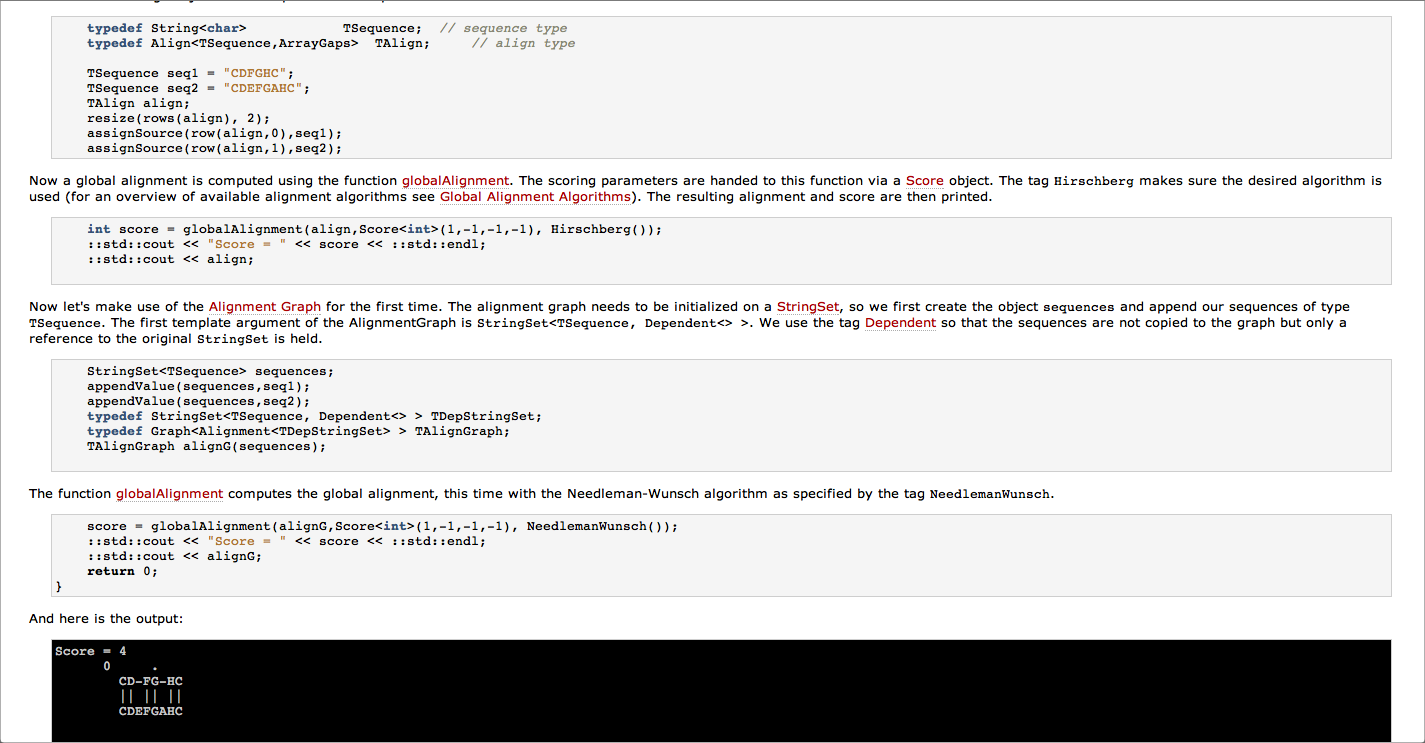 typedef String<char>            TSequence;  // sequence type
typedef Align<TSequence,ArrayGaps>  TAlign;     // align type
TSequence seq1 = "CDFGHC";
TSequence seq2 = "CDEFGAHC";
TAlign align;
resize(rows(align), 2);
assignSource(row(align,0),seq1);
assignSource(row(align,1),seq2);
Now a global alignment is computed using the function globalAlignment. The scoring parameters are handed to this function via a Score object. The tag Hirschberg makes sure the desired algorithm is
used (for an overview of available alignment algorithms see Global Alignment Algorithms). The resulting alignment and score are then printed.
int score = globalAlignment(align,Score<int>(1,-1,-1,-1), Hirschberg());
::std::cout << "Score = " << score << ::std::endl;
::std::cout << align;
Now let's make use of the Alignment Graph for the first time. The alignment graph needs to be initialized on a StringSet, so we first create the object sequences and append our sequences of type
TSequence. The first template argument of the AlignmentGraph is StringSet<TSequence, Dependent<> >. We use the tag Dependent so that the sequences are not copied to the graph but only a
reference to the original StringSet is held.
StringSet<TSequence> sequences;
appendValue(sequences,seq1);
appendValue(sequences,seq2);
typedef StringSet<TSequence, Dependent<> > TDepStringSet;
typedef Graph<Alignment<TDepStringSet> > TAlignGraph;
TAlignGraph alignG(sequences);
The function globalAlignment computes the global alignment, this time with the Needleman-Wunsch algorithm as specified by the tag NeedlemanWunsch.
score = globalAlignment(alignG,Score<int>(1,-1,-1,-1), NeedlemanWunsch());
::std::cout << "Score = " << score << ::std::endl;
::std::cout << alignG;
return 0;
}
And here is the output:
Score = 4
      0     .
        CD-FG-HC
        || || ||
        CDEFGAHC